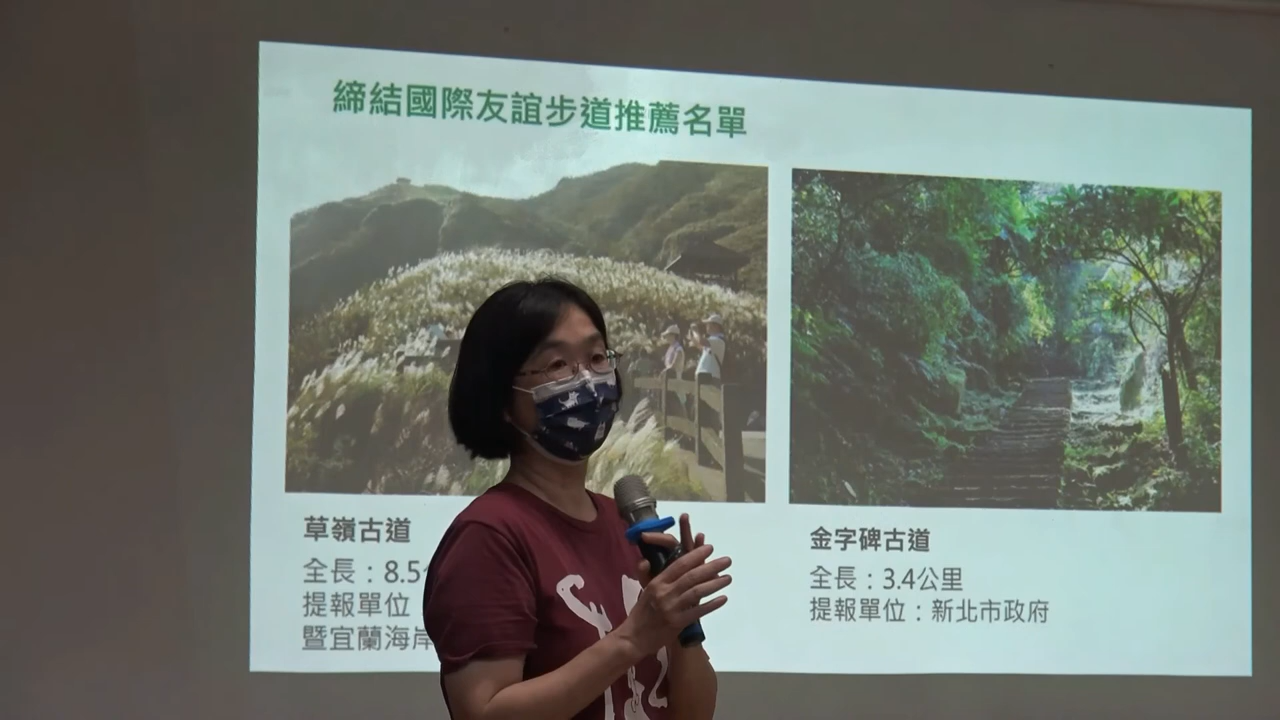 締結國際友誼步道推薦名單
草嶺古道
全長：8.5
提報單位
暨宜蘭海岸
金字碑古道
全長：3.4公里
提報單位：新北市政府